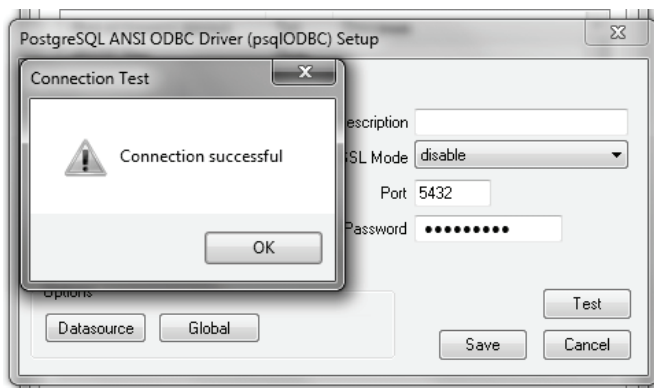 PostgreSQL ANSI ODBC Driver (psqlODBC) Setup
Connection Test
Connection successful
OK
escription
SSL Mode disable
Port 5432
Password ●●●●●●●●●
Options
Datasource Global
Test
Save Cancel